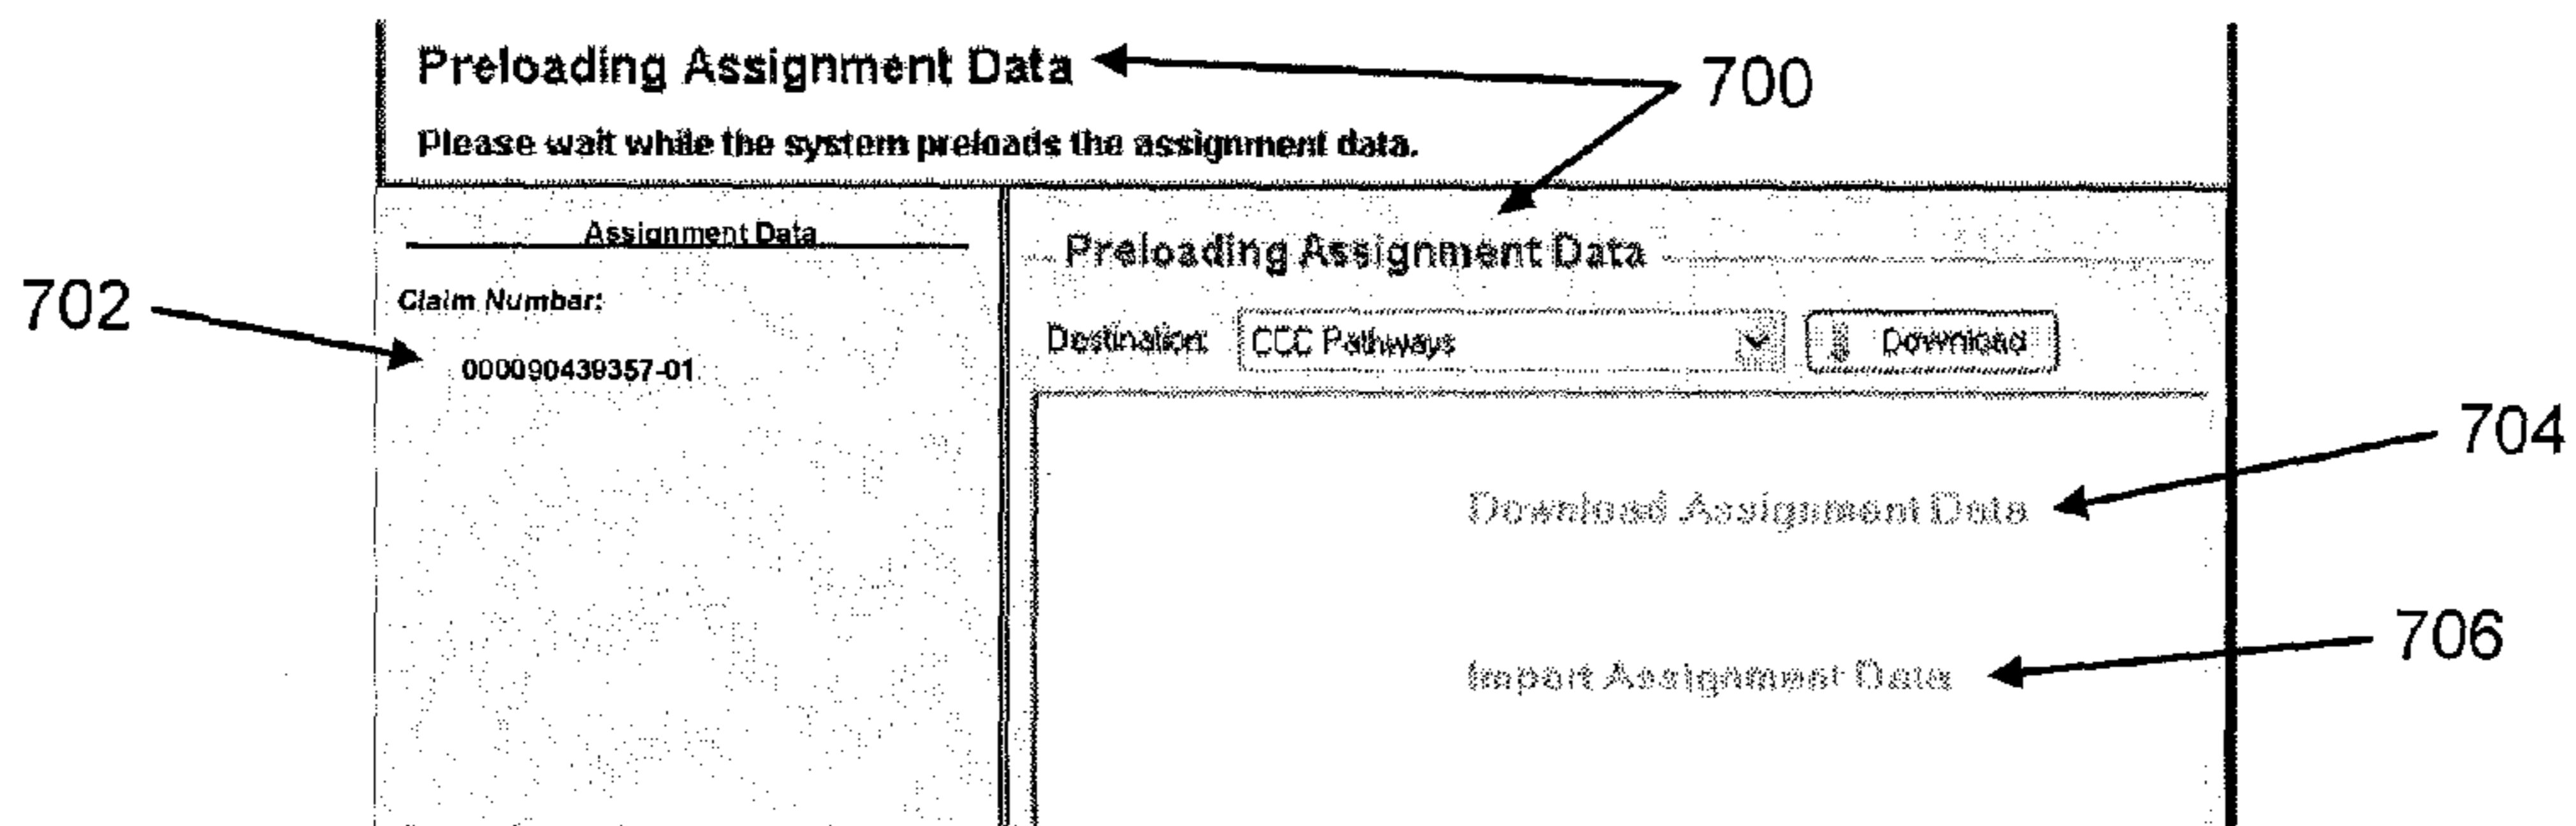 Preloading Assignment Data
700
Please wait while the system preloads the assignment data.
Assignment Data
Preloading Assignment Data
702
Claim Number:
Destination: CCC Pathways Download
000090439357-01
704
Download Assignment Data
706
Import Assignment Data